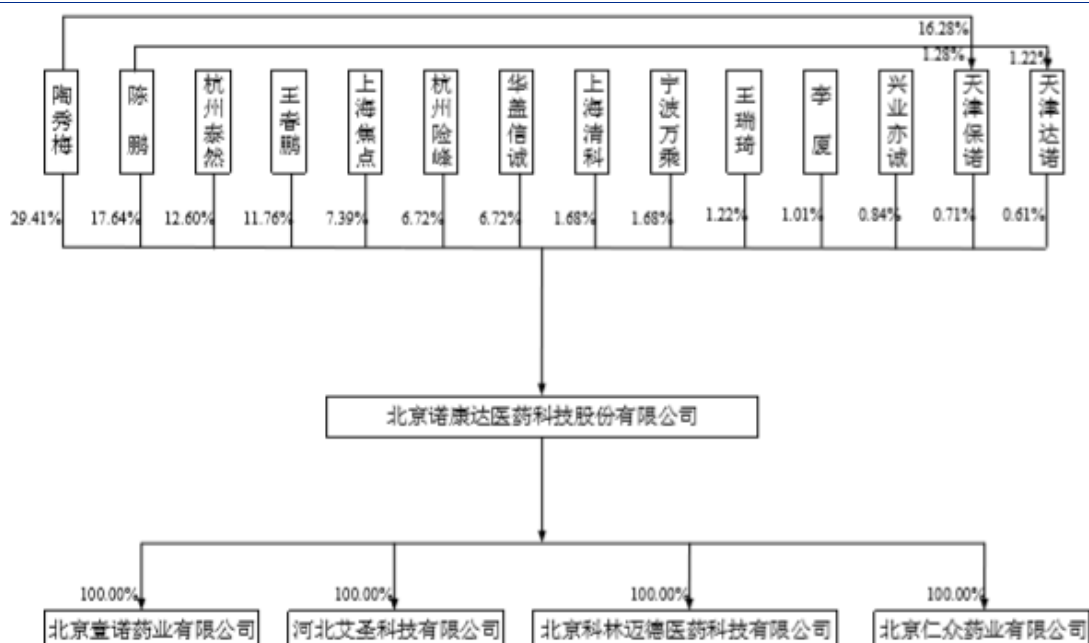 16.28%
1.28%
1.22%
陶秀梅
陈鹏
杭州泰然
王春鹏
上海焦点
杭州险峰
华盖信诚
上海清科
宁波万乘
王瑞琦
李厦
兴业亦诚
天津保诺
天津达诺
29.41%
17.64%
12.60%
11.76%
7.39%
6.72%
6.72%
1.68%
1.68%
1.22%
1.01%
0.84%
0.71%
0.61%
北京诺康达医药科技股份有限公司
100.00%
100.00%
100.00%
100.00%
北京壹诺药业有限公司
河北艾圣科技有限公司
北京科林迈德医药科技有限公司
北京仁众药业有限公司